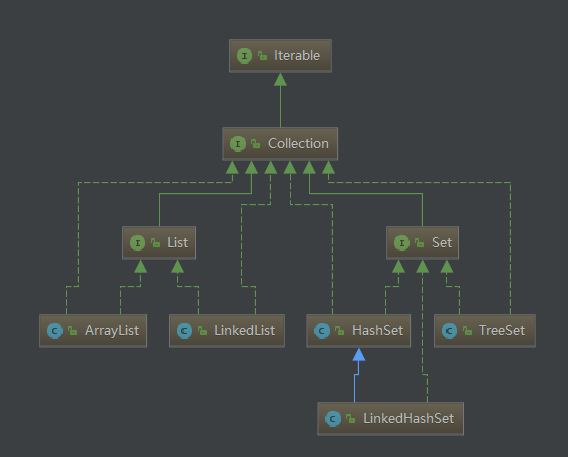 I Iterable
I Collection
I List
I Set
C ArrayList
C LinkedList
C HashSet
C TreeSet
C LinkedHashSet